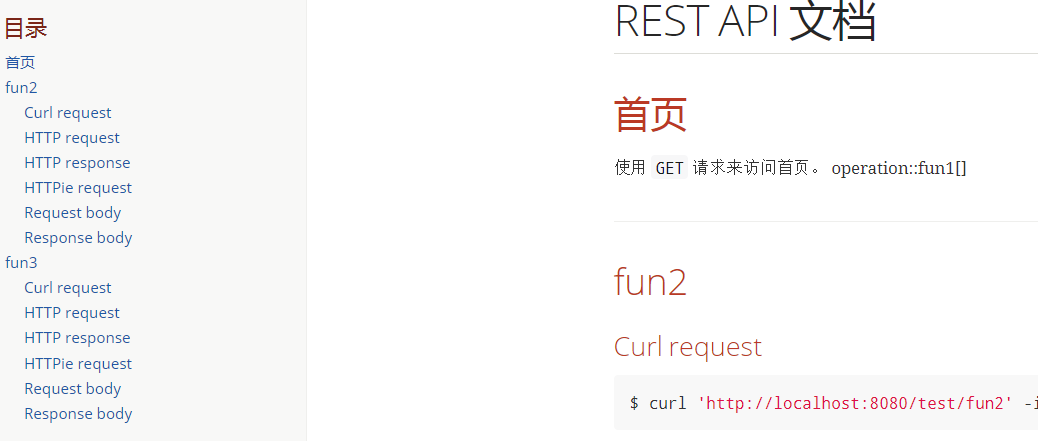 目录
首页
fun2
Curl request
HTTP request
HTTP response
HTTPie request
Request body
Response body
fun3
Curl request
HTTP request
HTTP response
HTTPie request
Request body
Response body
REST API 文档
首页
使用 GET 请求来访问首页。 operation::fun1[]
fun2
Curl request
$ curl 'http://localhost:8080/test/fun2' -i